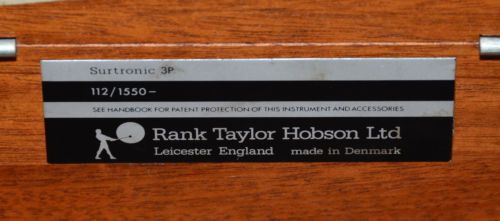 Surtronic 3P
112/1550–
SEE HANDBOOK FOR PATENT PROTECTION OF THIS INSTRUMENT AND ACCESSORIES
Rank Taylor Hobson Ltd
Leicester England made in Denmark